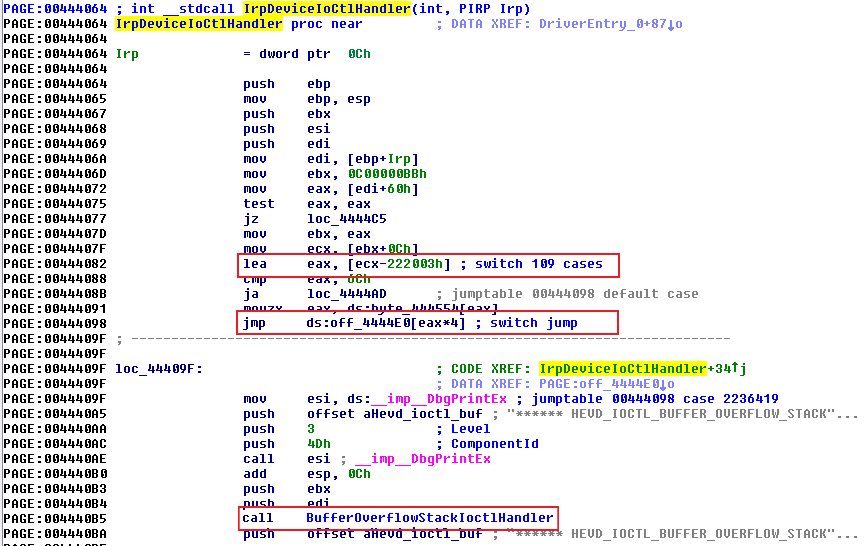 PAGE:00444064 ; int __stdcall IrpDeviceIoCtlHandler(int, PIRP Irp)
PAGE:00444064 IrpDeviceIoCtlHandler proc near ; DATA XREF: DriverEntry_0+87↓o
PAGE:00444064
PAGE:00444064 Irp = dword ptr 0Ch
PAGE:00444064
PAGE:00444064 push ebp
PAGE:00444065 mov ebp, esp
PAGE:00444067 push ebx
PAGE:00444068 push esi
PAGE:00444069 push edi
PAGE:0044406A mov edi, [ebp+Irp]
PAGE:0044406D mov ebx, 0C00000BBh
PAGE:00444072 mov eax, [edi+60h]
PAGE:00444075 test eax, eax
PAGE:00444077 jz loc_4444C5
PAGE:0044407D mov ebx, eax
PAGE:0044407F mov ecx, [ebx+0Ch]
PAGE:00444082 lea eax, [ecx-222003h] ; switch 109 cases
PAGE:00444088 cmp eax, 6Ch
PAGE:0044408B ja loc_4444AD ; jumptable 00444098 default case
PAGE:00444091 movzx eax, ds:byte_444554[eax]
PAGE:00444098 jmp ds:off_4444E0[eax*4] ; switch jump
PAGE:0044409F ; ---------------------------------------------------------------------------
PAGE:0044409F
PAGE:0044409F loc_44409F: ; CODE XREF: IrpDeviceIoCtlHandler+34↑j
PAGE:0044409F ; DATA XREF: PAGE:off_4444E0↓o
PAGE:0044409F mov esi, ds:__imp__DbgPrintEx ; jumptable 00444098 case 2236419
PAGE:004440A5 push offset aHevd_ioctl_buf ; "****** HEVD_IOCTL_BUFFER_OVERFLOW_STACK"...
PAGE:004440AA push 3 ; Level
PAGE:004440AC push 4Dh ; ComponentId
PAGE:004440AE call esi ; __imp__DbgPrintEx
PAGE:004440B0 add esp, 0Ch
PAGE:004440B3 push ebx
PAGE:004440B4 push edi
PAGE:004440B5 call BufferOverflowStackIoctlHandler
PAGE:004440BA push offset aHevd_ioctl_buf ; "****** HEVD_IOCTL_BUFFER_OVERFLOW_STACK"...